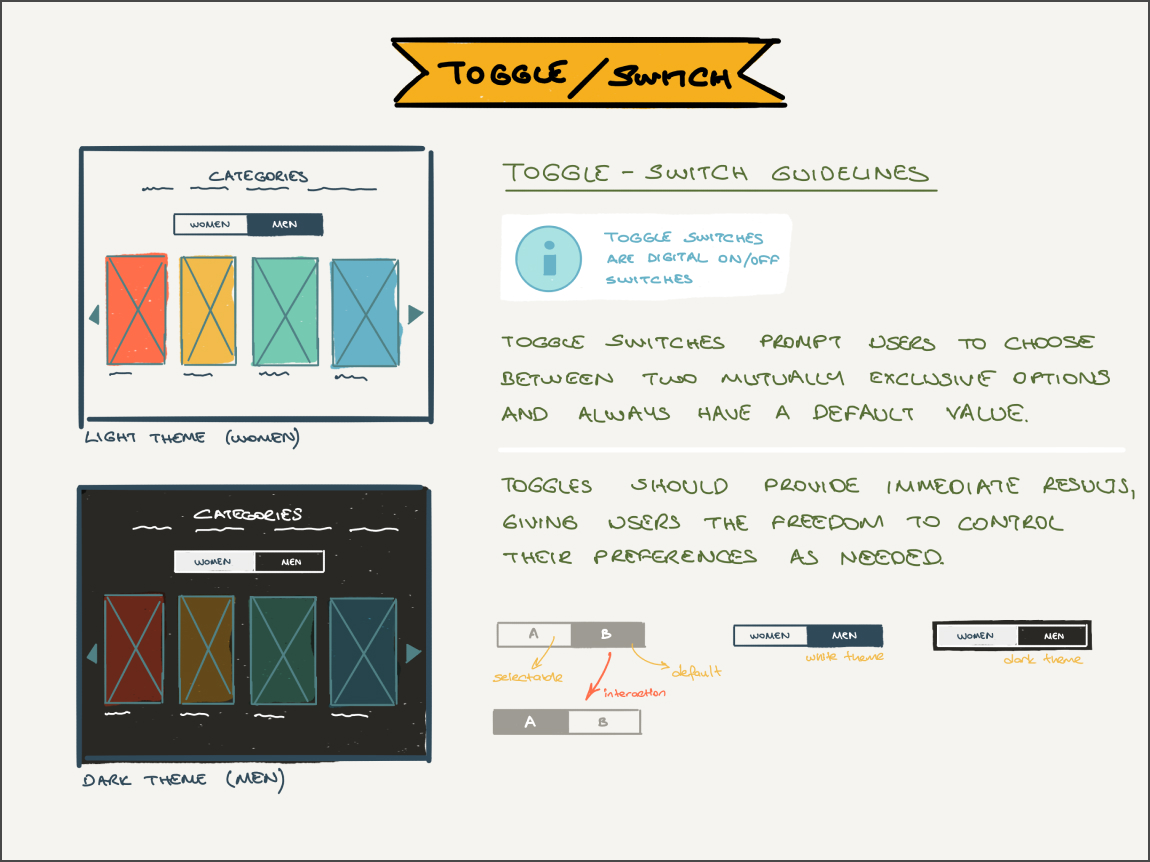 TOGGLE / SWITCH
CATEGORIES
WOMEN MEN
LIGHT THEME (WOMEN)
CATEGORIES
WOMEN MEN
DARK THEME (MEN)
TOGGLE - SWITCH GUIDELINES
i
TOGGLE SWITCHES
ARE DIGITAL ON/OFF
SWITCHES
TOGGLE SWITCHES PROMPT USERS TO CHOOSE
BETWEEN TWO MUTUALLY EXCLUSIVE OPTIONS
AND ALWAYS HAVE A DEFAULT VALUE.
TOGGLES SHOULD PROVIDE IMMEDIATE RESULTS,
GIVING USERS THE FREEDOM TO CONTROL
THEIR PREFERENCES AS NEEDED.
A B
selectable
default
interaction
A B
WOMEN MEN
white theme
WOMEN MEN
dark theme